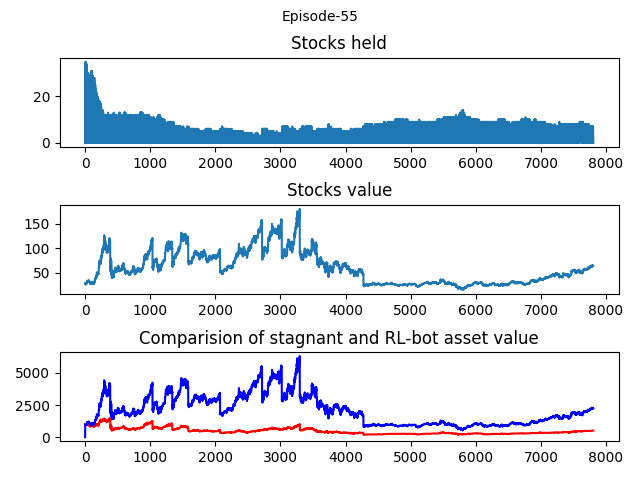 Episode-55
Stocks held
20
0
0 1000 2000 3000 4000 5000 6000 7000 8000
Stocks value
150
100
50
0 1000 2000 3000 4000 5000 6000 7000 8000
Comparision of stagnant and RL-bot asset value
5000
2500
0
0 1000 2000 3000 4000 5000 6000 7000 8000